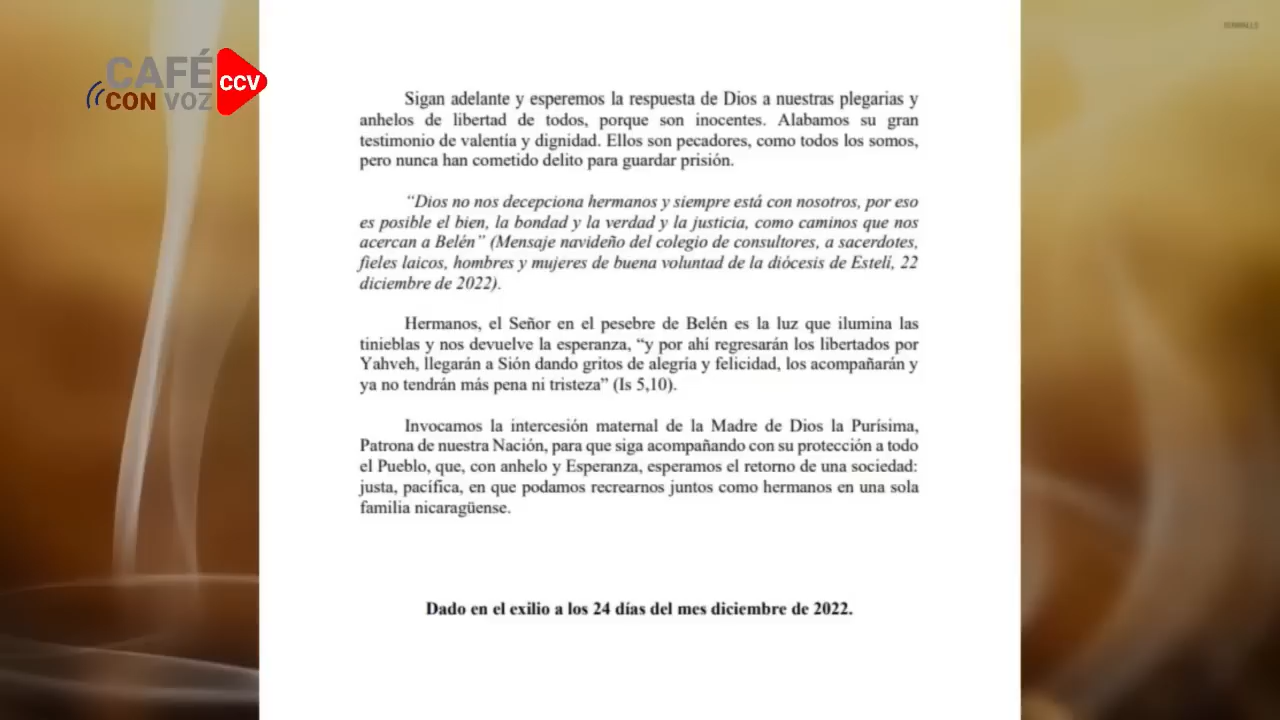 CAFÉ
CON VOZ
CCV
Sigan adelante y esperemos la respuesta de Dios a nuestras plegarias y
anhelos de libertad de todos, porque son inocentes. Alabamos su gran
testimonio de valentía y dignidad. Ellos son pecadores, como todos los somos,
pero nunca han cometido delito para guardar prisión.
“Dios no nos decepciona hermanos y siempre está con nosotros, por eso
es posible el bien, la bondad y la verdad y la justicia, como caminos que nos
acercan a Belén” (Mensaje navideño del colegio de consultores, a sacerdotes,
fieles laicos, hombres y mujeres de buena voluntad de la diócesis de Estelí, 22
diciembre de 2022).
Hermanos, el Señor en el pesebre de Belén es la luz que ilumina las
tinieblas y nos devuelve la esperanza, “y por ahí regresarán los libertados por
Yahveh, llegarán a Sión dando gritos de alegría y felicidad, los acompañarán y
ya no tendrán más pena ni tristeza” (Is 5,10).
Invocamos la intercesión maternal de la Madre de Dios la Purísima,
Patrona de nuestra Nación, para que siga acompañando con su protección a todo
el Pueblo, que, con anhelo y Esperanza, esperamos el retorno de una sociedad:
justa, pacífica, en que podamos recrearnos juntos como hermanos en una sola
familia nicaragüense.
Dado en el exilio a los 24 días del mes diciembre de 2022.